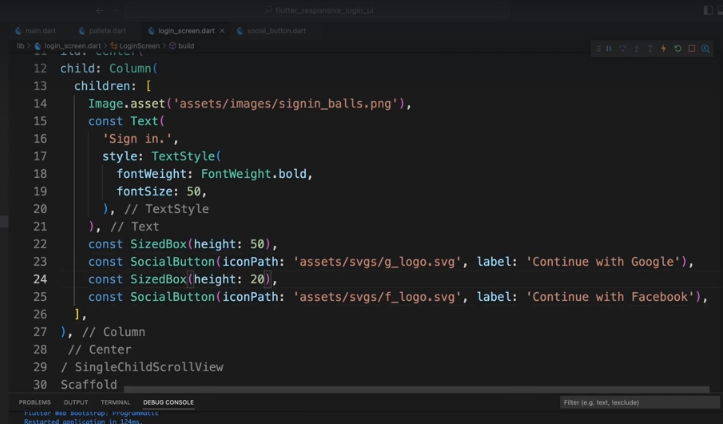 flutter_responsive_login_ui
main.dart pallete.dart login_screen.dart × social_button.dart
lib > login_screen.dart > LoginScreen > build
12 child: Column(
13 children: [
14 Image.asset('assets/images/signin_balls.png'),
15 const Text(
16 'Sign in.',
17 style: TextStyle(
18 fontWeight: FontWeight.bold,
19 fontSize: 50,
20 ), // TextStyle
21 ), // Text
22 const SizedBox(height: 50),
23 const SocialButton(iconPath: 'assets/svgs/g_logo.svg', label: 'Continue with Google'),
24 const SizedBox(height: 20),
25 const SocialButton(iconPath: 'assets/svgs/f_logo.svg', label: 'Continue with Facebook'),
26 ],
27 ), // Column
28 // Center
29 / SingleChildScrollView
30 Scaffold
PROBLEMS OUTPUT TERMINAL DEBUG CONSOLE Filter (e.g. text, !exclude)
Flutter Web Bootstrap: Programmatic
Restarted application in 124ms.